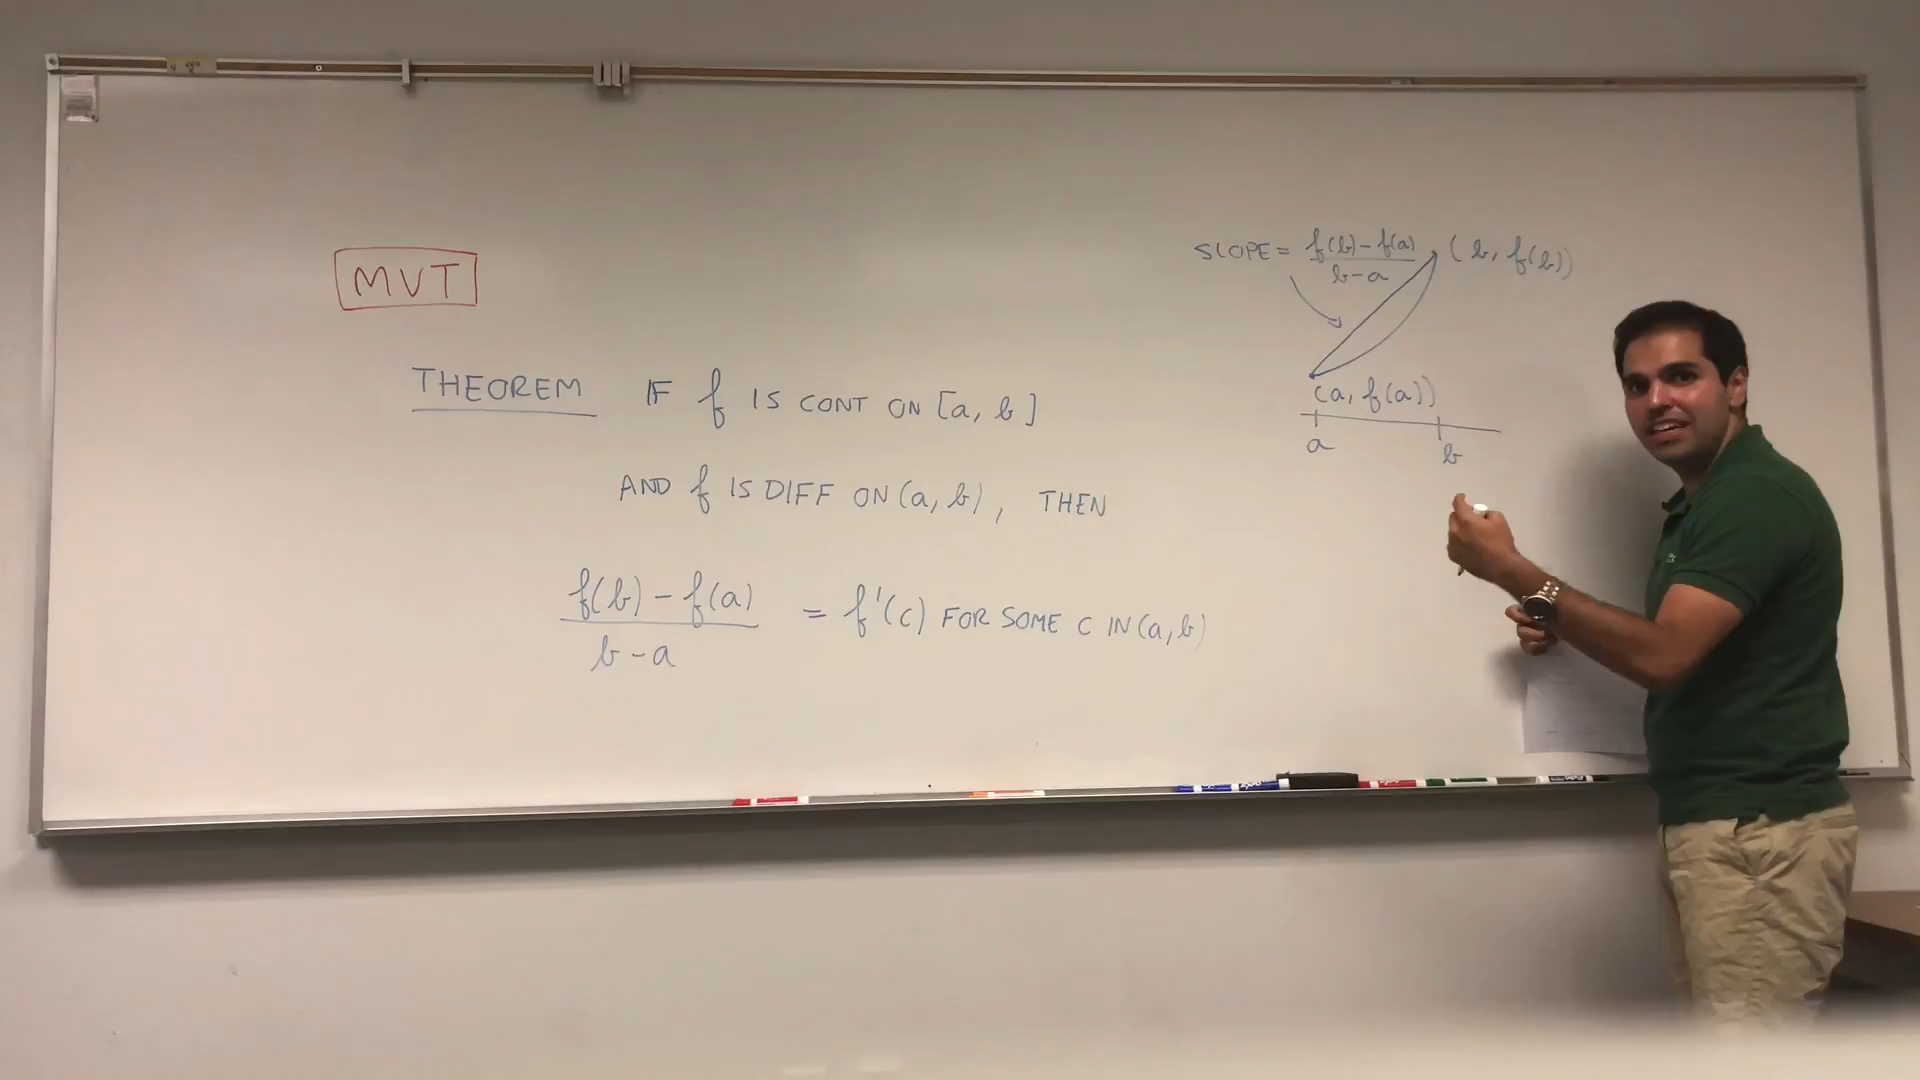 MVT
THEOREM IF f IS CONT ON [a, b]
AND f IS DIFF ON (a, b), THEN
f(b) - f(a)
b - a
= f'(c) FOR SOME C IN (a, b)
SLOPE = f(b) - f(a)
b - a
(b, f(b))
(a, f(a))
a
b